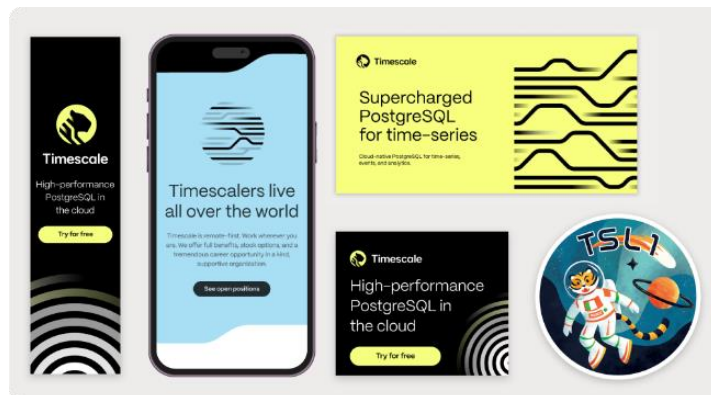 Timescale
High-performance
PostgreSQL in
the cloud
Try for free
Timescalers live
all over the world
Timescale is remote-first. Work wherever you
are. We offer full benefits, stock options, and a
tremendous career opportunity in a kind,
supportive organization.
See open positions
Timescale
Supercharged
PostgreSQL
for time-series
Cloud-native PostgreSQL for time-series,
events, and analytics.
Timescale
High-performance
PostgreSQL in
the cloud
Try for free
TSL1